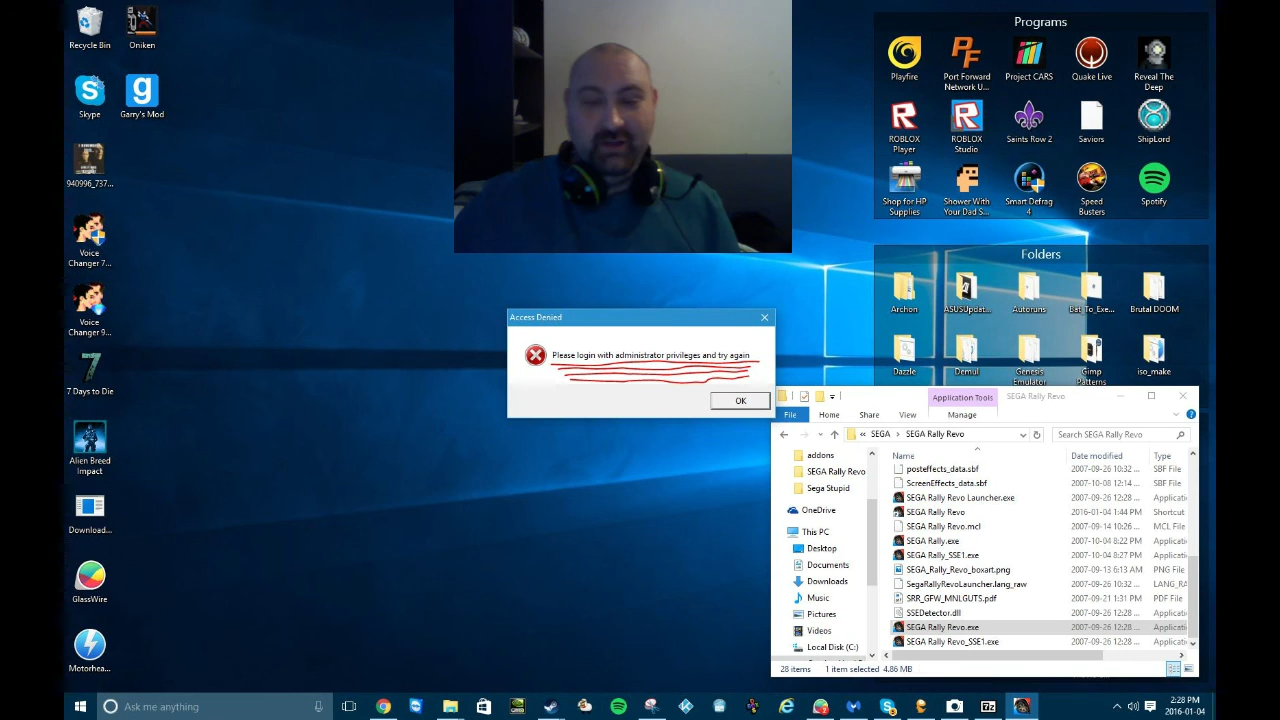 Recycle Bin
Oniken
Skype
Garry's Mod
940996_737...
Voice
Changer 7...
Voice
Changer 9...
7 Days to Die
Alien Breed
Impact
Download...
GlassWire
Motorhea...
Programs
Playfire
Port Forward
Network U...
Project CARS
Quake Live
Reveal The
Deep
ROBLOX
Player
ROBLOX
Studio
Saints Row 2
Saviors
ShipLord
Shop for HP
Supplies
Shower With
Your Dad S...
Smart Defrag
4
Speed
Busters
Spotify
Folders
Archon
ASUSUpdat...
Autoruns
Bat_To_Exe...
Brutal DOOM
Dazzle
Demul
Genesis
Emulator
Gimp
Patterns
iso_make
Access Denied
Please login with administrator privileges and try again
OK
Application Tools
SEGA Rally Revo
File Home Share View Manage
« SEGA > SEGA Rally Revo
Search SEGA Rally Revo
addons
SEGA Rally Revo
Sega Stupid
OneDrive
This PC
Desktop
Documents
Downloads
Music
Pictures
Videos
Local Disk (C:)
Name Date modified Type
posteffects_data.sbf 2007-09-26 10:32 ... SBF File
ScreenEffects_data.sbf 2007-10-08 12:14 ... SBF File
SEGA Rally Revo Launcher.exe 2007-09-26 12:28 ... Applicati
SEGA Rally Revo 2016-01-04 1:44 PM Shortcut
SEGA Rally Revo.mcl 2007-09-14 10:26 ... MCL File
SEGA Rally.exe 2007-10-04 8:22 PM Applicati
SEGA Rally_SSE1.exe 2007-10-04 8:27 PM Applicati
SEGA_Rally_Revo_boxart.png 2007-09-13 6:13 AM PNG File
SegaRallyRevoLauncher.lang_raw 2007-09-26 10:32 ... LANG_RA
SRR_GFW_MNLGUTS.pdf 2007-09-21 1:31 PM PDF File
SSEDetector.dll 2007-09-26 12:28 ... Applicati
SEGA Rally Revo.exe 2007-09-26 12:28 ... Applicati
SEGA Rally Revo_SSE1.exe 2007-09-26 12:28 ... Applicati
28 items 1 item selected 4.86 MB
Ask me anything
2:28 PM
2016-01-04